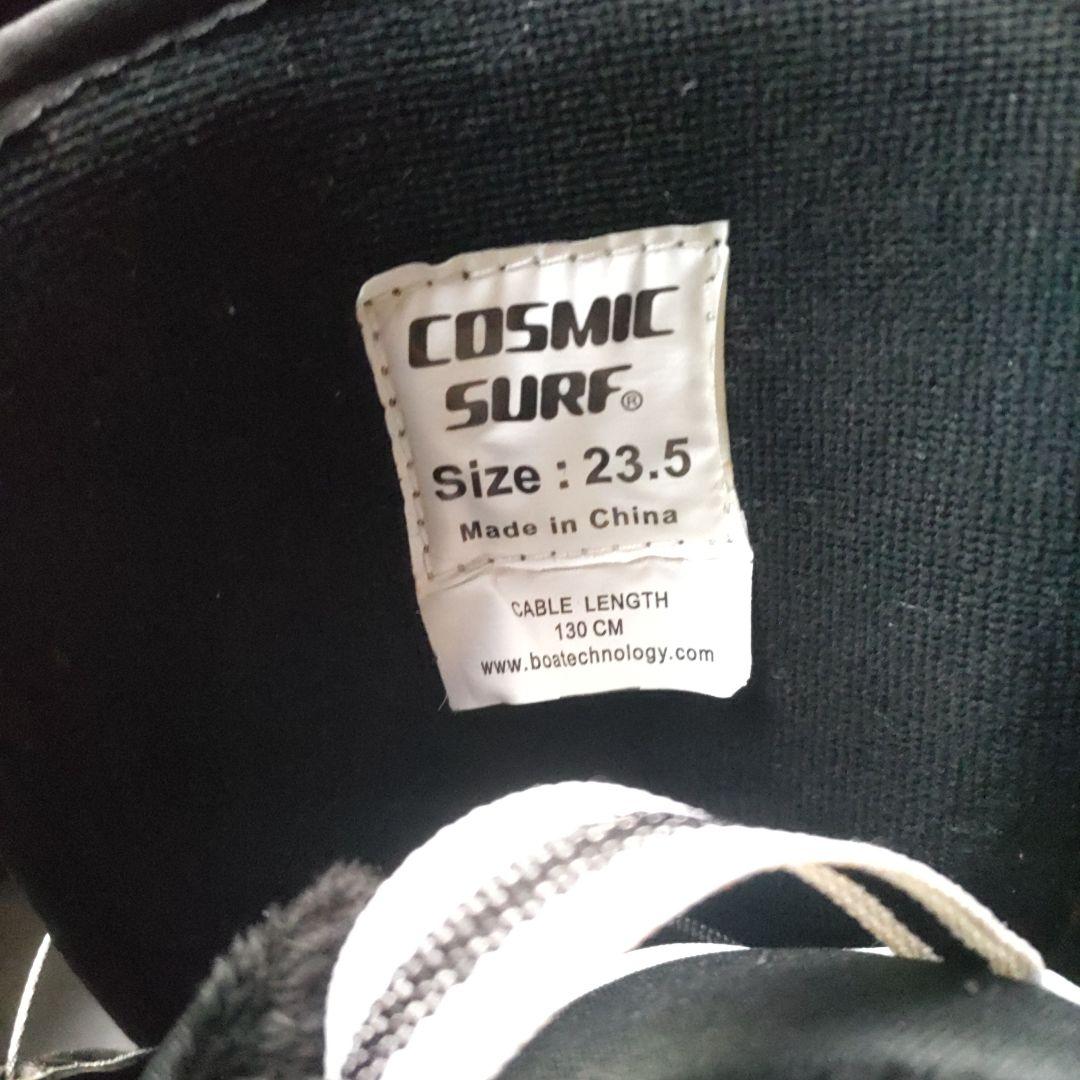 COSMIC
SURF®
Size : 23.5
Made in China
CABLE LENGTH
130 CM
www.boatechnology.com